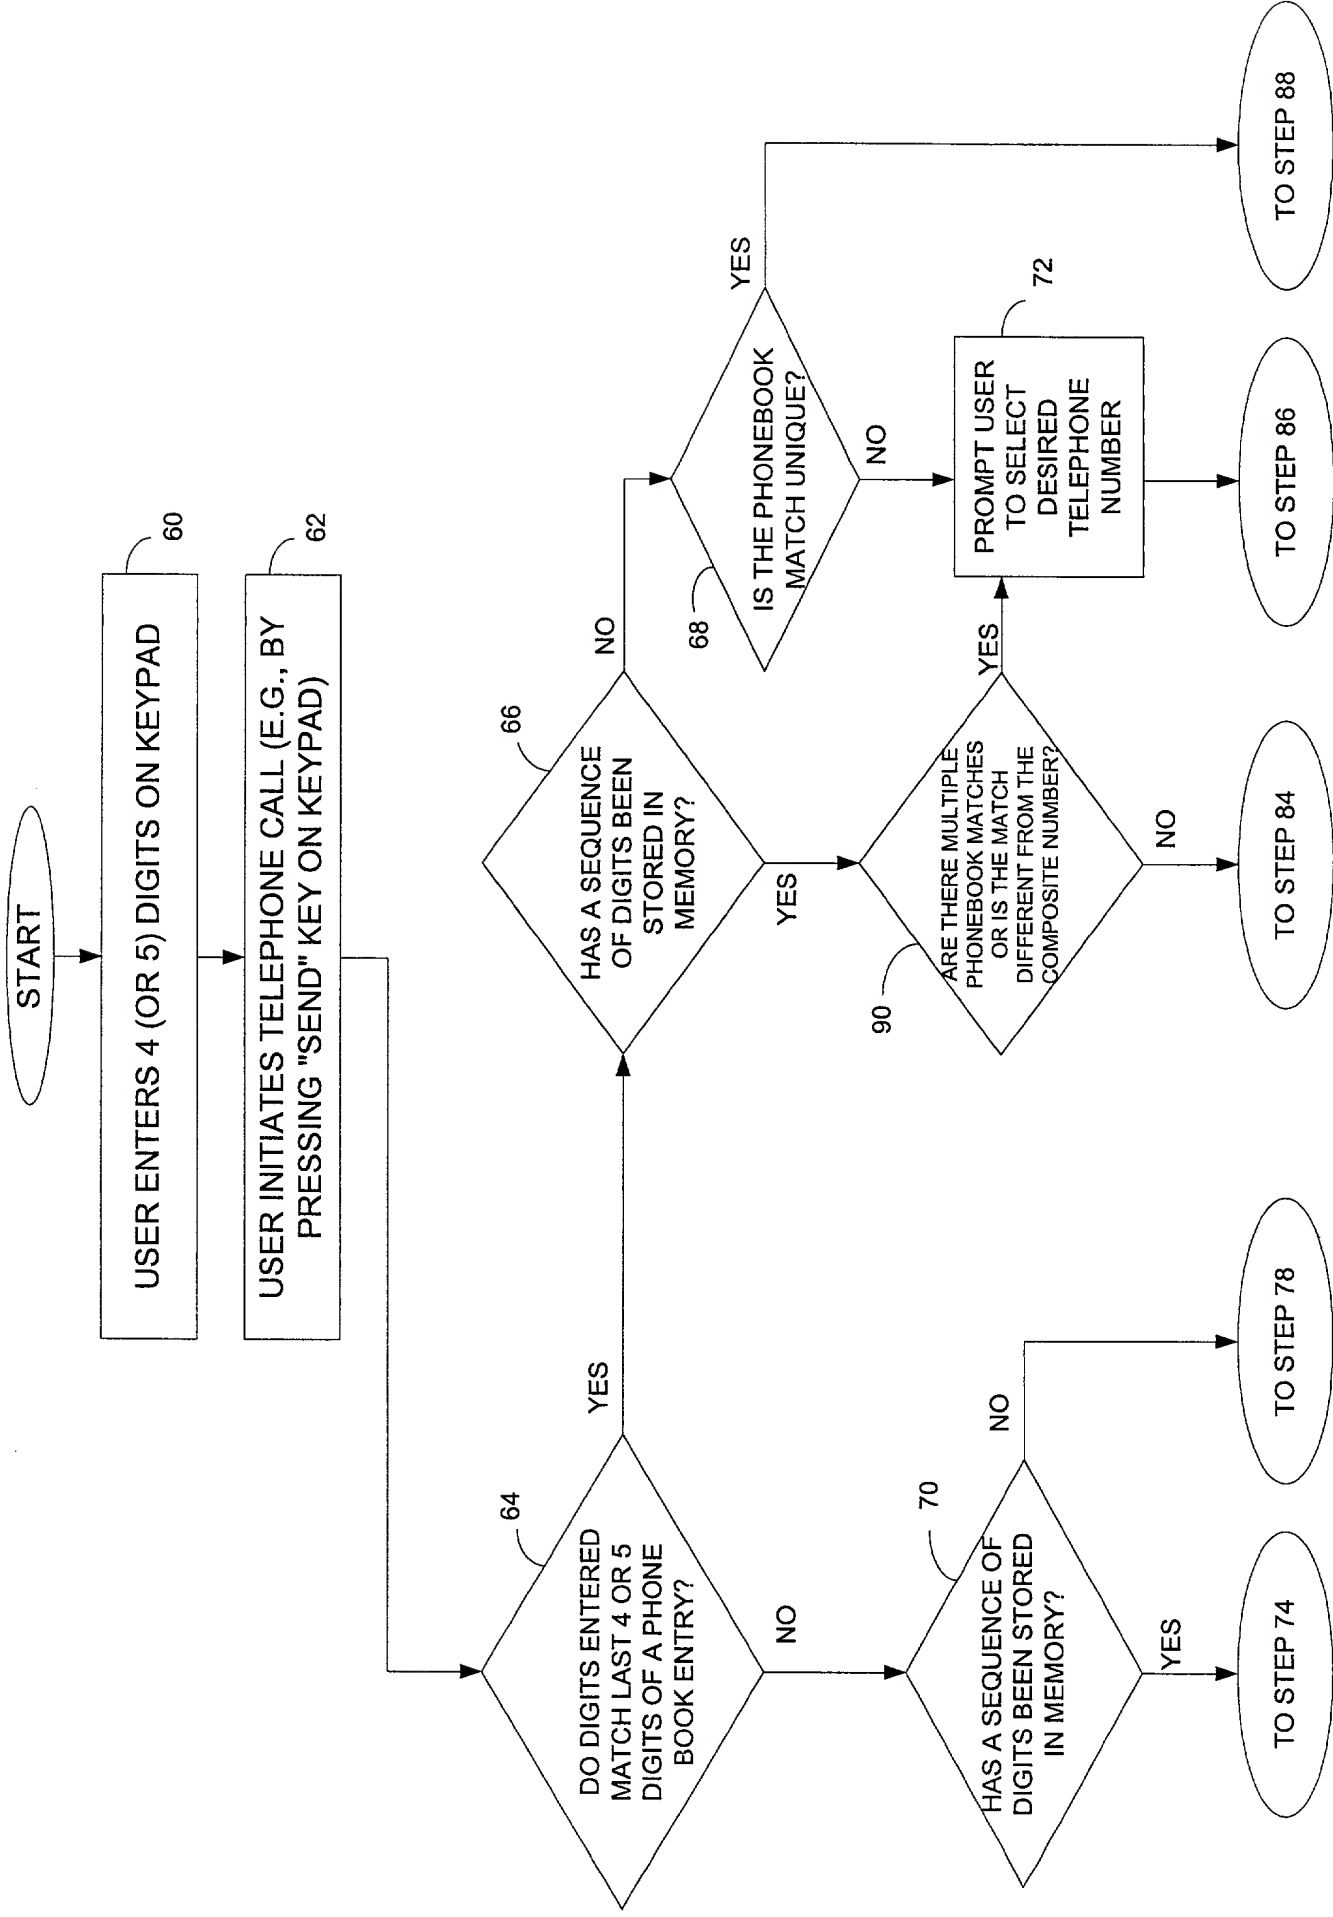 START
USER ENTERS 4 (OR 5) DIGITS ON KEYPAD
60
USER INITIATES TELEPHONE CALL (E.G., BY
PRESSING "SEND" KEY ON KEYPAD)
62
DO DIGITS ENTERED
MATCH LAST 4 OR 5
DIGITS OF A PHONE
BOOK ENTRY?
64
YES
NO
HAS A SEQUENCE
OF DIGITS BEEN
STORED IN
MEMORY?
66
NO
YES
IS THE PHONEBOOK
MATCH UNIQUE?
68
YES
NO
HAS A SEQUENCE OF
DIGITS BEEN STORED
IN MEMORY?
70
NO
YES
ARE THERE MULTIPLE
PHONEBOOK MATCHES
OR IS THE MATCH
DIFFERENT FROM THE
COMPOSITE NUMBER?
90
YES
NO
PROMPT USER
TO SELECT
DESIRED
TELEPHONE
NUMBER
72
TO STEP 74
TO STEP 78
TO STEP 84
TO STEP 86
TO STEP 88